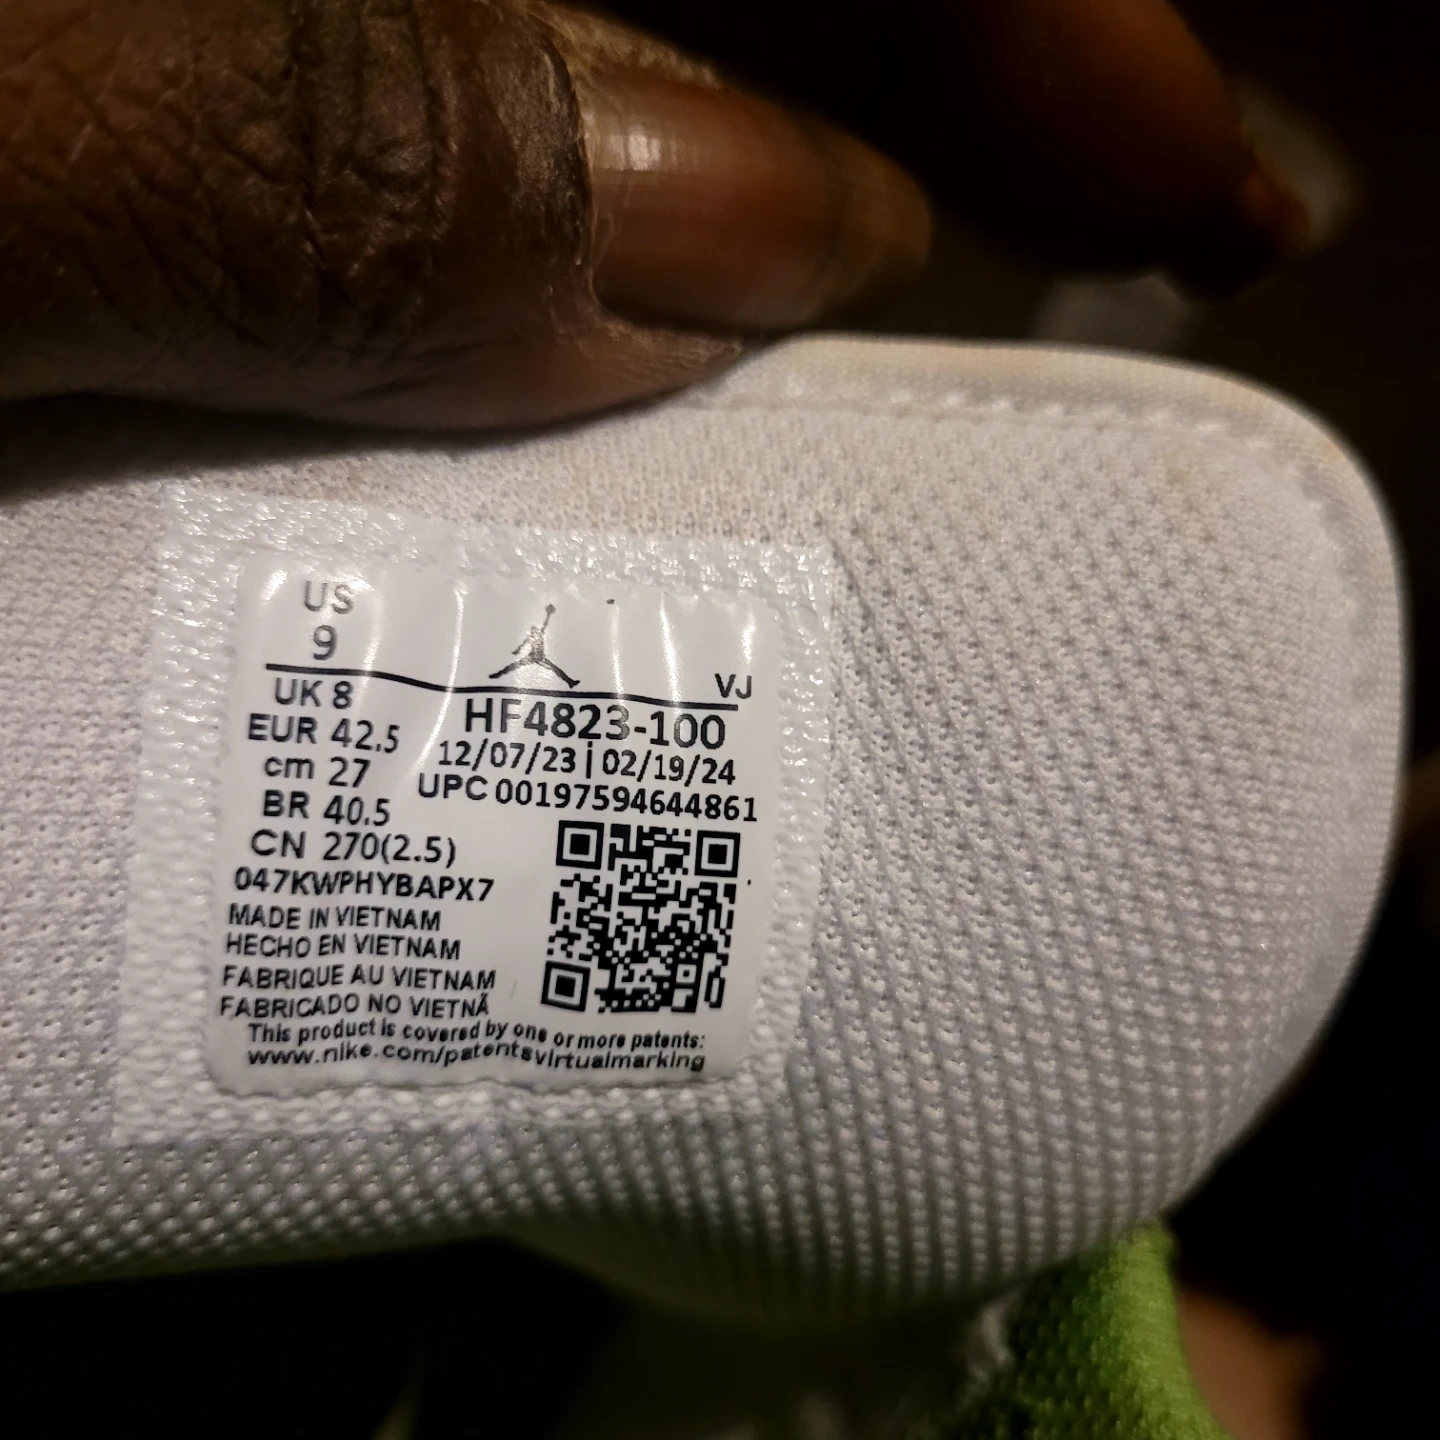 US
9
VJ
UK 8
EUR 42.5
cm 27
BR 40.5
CN 270(2.5)
HF4823-100
12/07/23 | 02/19/24
UPC 00197594644861
047KWPHYBAPX7
MADE IN VIETNAM
HECHO EN VIETNAM
FABRIQUE AU VIETNAM
FABRICADO NO VIETNÃ
This product is covered by one or more patents:
www.nike.com/patentsvirtualmarking